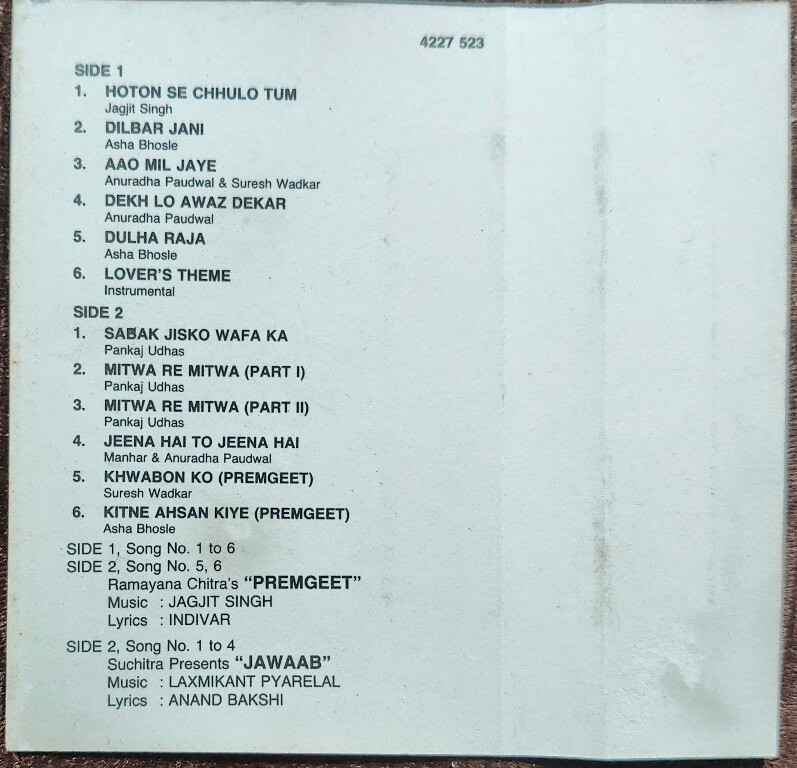 4227 523
SIDE 1
1. HOTON SE CHHULO TUM
Jagjit Singh
2. DILBAR JANI
Asha Bhosle
3. AAO MIL JAYE
Anuradha Paudwal & Suresh Wadkar
4. DEKH LO AWAZ DEKAR
Anuradha Paudwal
5. DULHA RAJA
Asha Bhosle
6. LOVER'S THEME
Instrumental
SIDE 2
1. SABAK JISKO WAFA KA
Pankaj Udhas
2. MITWA RE MITWA (PART I)
Pankaj Udhas
3. MITWA RE MITWA (PART II)
Pankaj Udhas
4. JEENA HAI TO JEENA HAI
Manhar & Anuradha Paudwal
5. KHWABON KO (PREMGEET)
Suresh Wadkar
6. KITNE AHSAN KIYE (PREMGEET)
Asha Bhosle
SIDE 1, Song No. 1 to 6
SIDE 2, Song No. 5, 6
Ramayana Chitra's "PREMGEET"
Music : JAGJIT SINGH
Lyrics : INDIVAR
SIDE 2, Song No. 1 to 4
Suchitra Presents "JAWAAB"
Music : LAXMIKANT PYARELAL
Lyrics : ANAND BAKSHI